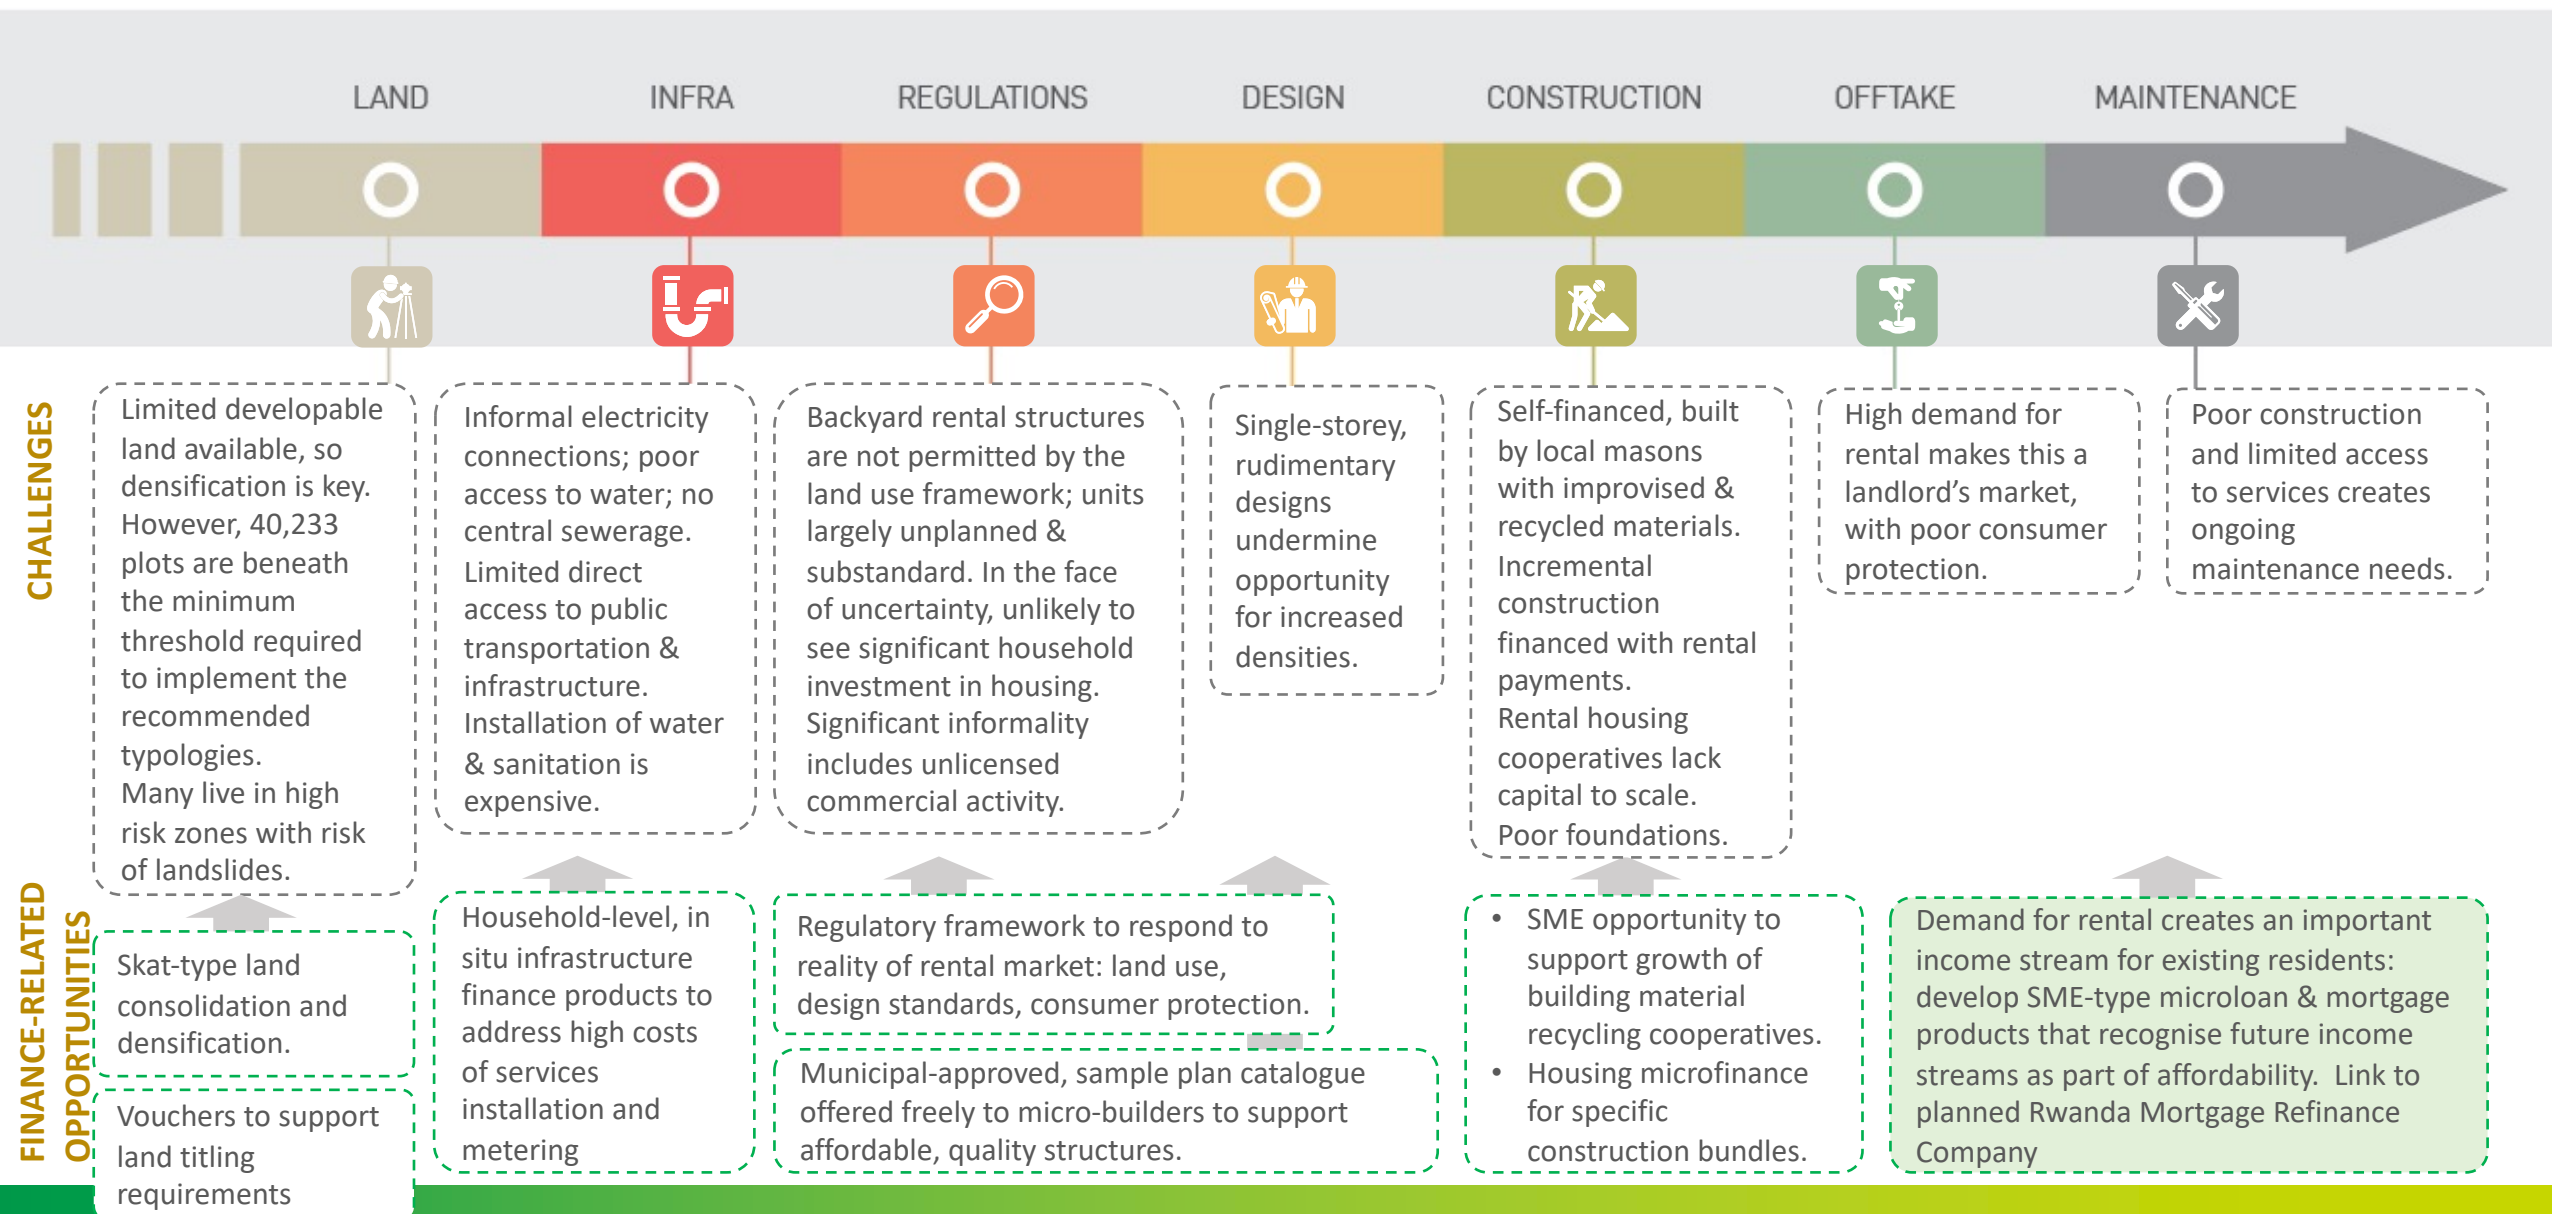 LAND
INFRA
REGULATIONS
DESIGN
CONSTRUCTION
OFFTAKE
MAINTENANCE
CHALLENGES
Limited developable
land available, so
densification is key.
However, 40,233
plots are beneath
the minimum
threshold required
to implement the
recommended
typologies.
Many live in high
risk zones with risk
of landslides.
Informal electricity
connections; poor
access to water; no
central sewerage.
Limited direct
access to public
transportation &
infrastructure.
Installation of water
& sanitation is
expensive.
Backyard rental structures
are not permitted by the
land use framework; units
largely unplanned &
substandard. In the face
of uncertainty, unlikely to
see significant household
investment in housing.
Significant informality
includes unlicensed
commercial activity.
Single-storey,
rudimentary
designs
undermine
opportunity
for increased
densities.
Self-financed, built
by local masons
with improvised &
recycled materials.
Incremental
construction
financed with rental
payments.
Rental housing
cooperatives lack
capital to scale.
Poor foundations.
High demand for
rental makes this a
landlord's market,
with poor consumer
protection.
Poor construction
and limited access
to services creates
ongoing
maintenance needs.
FINANCE-RELATED
OPPORTUNITIES
Skat-type land
consolidation and
densification.
Vouchers to support
land titling
requirements
Household-level, in
situ infrastructure
finance products to
address high costs
of services
installation and
metering
Regulatory framework to respond to
reality of rental market: land use,
design standards, consumer protection.
Municipal-approved, sample plan catalogue
offered freely to micro-builders to support
affordable, quality structures.
• SME opportunity to
support growth of
building material
recycling cooperatives.
• Housing microfinance
for specific
construction bundles.
Demand for rental creates an important
income stream for existing residents:
develop SME-type microloan & mortgage
products that recognise future income
streams as part of affordability. Link to
planned Rwanda Mortgage Refinance
Company